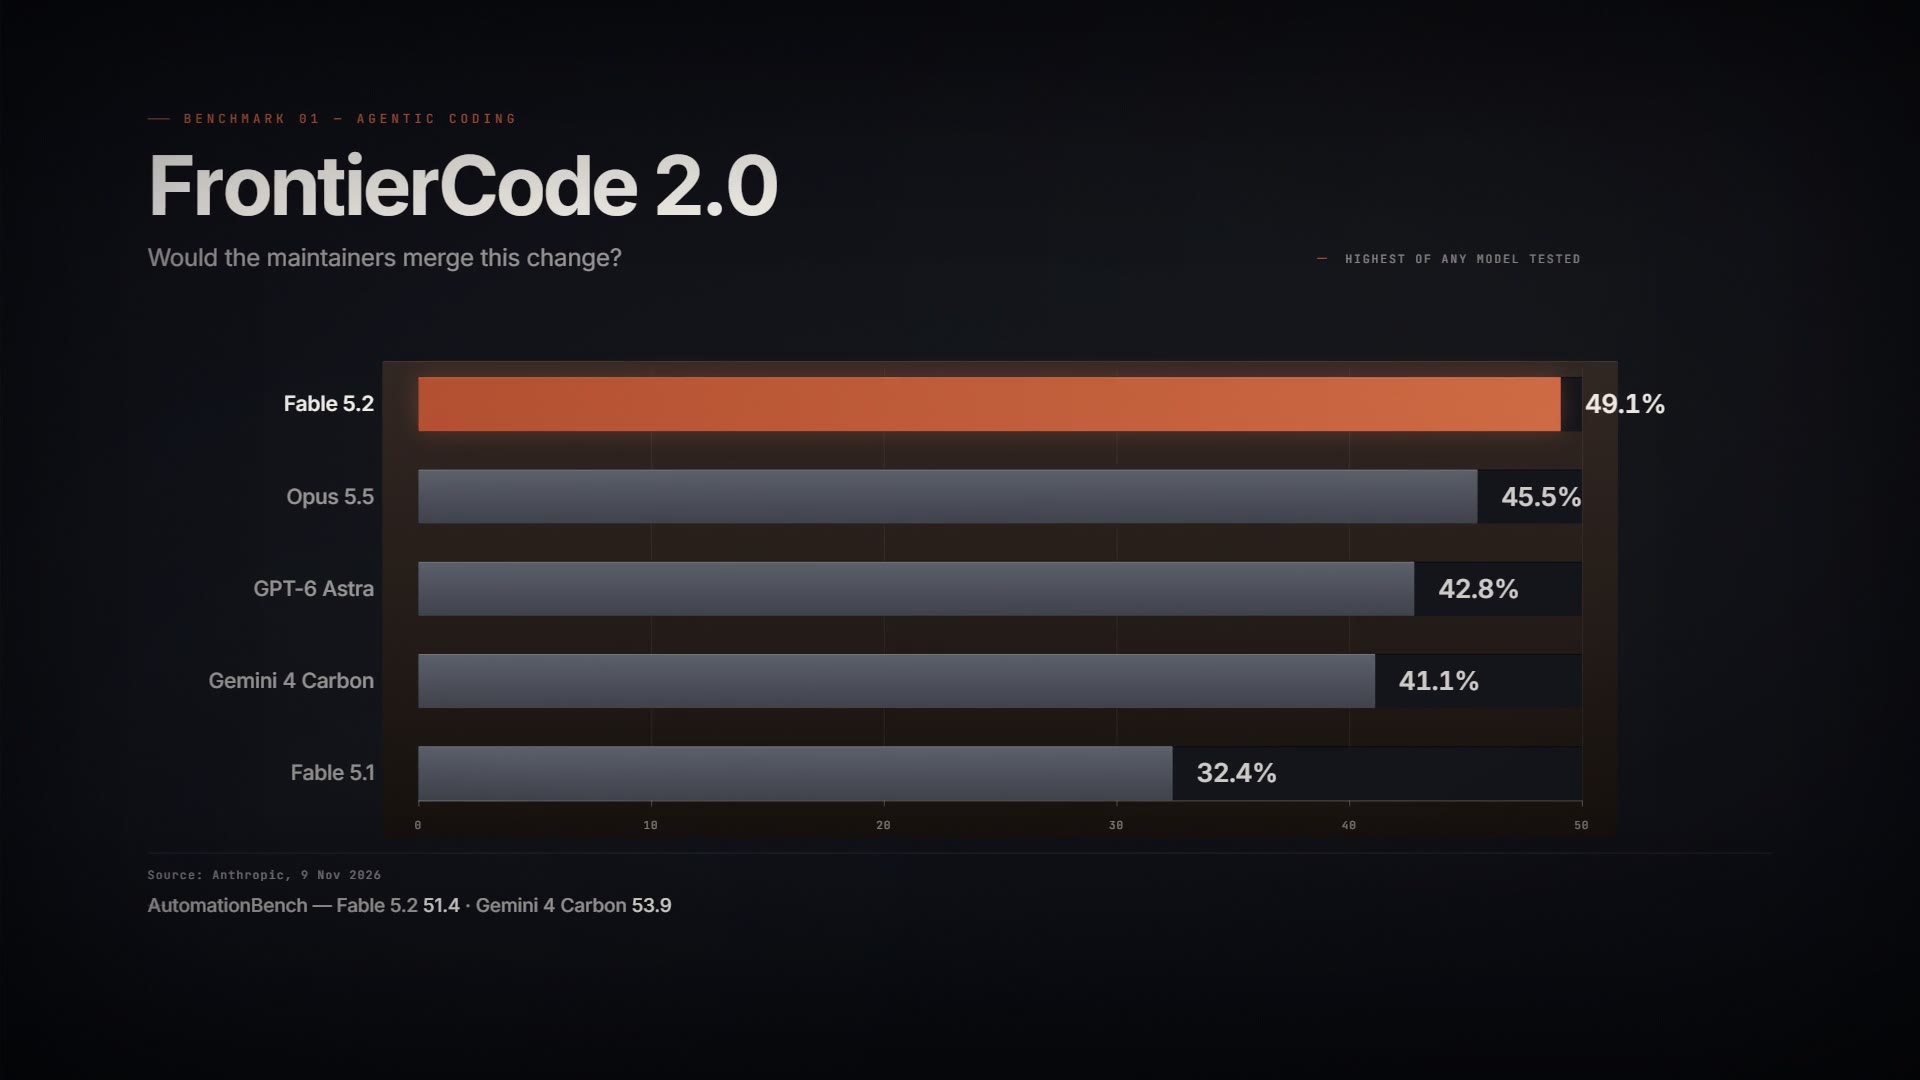 BENCHMARK 01 — AGENTIC CODING
FrontierCode 2.0
Would the maintainers merge this change?
— HIGHEST OF ANY MODEL TESTED
Fable 5.2 49.1%
Opus 5.5 45.5%
GPT-6 Astra 42.8%
Gemini 4 Carbon 41.1%
Fable 5.1 32.4%
0 10 20 30 40 50
Source: Anthropic, 9 Nov 2026
AutomationBench — Fable 5.2 51.4 · Gemini 4 Carbon 53.9